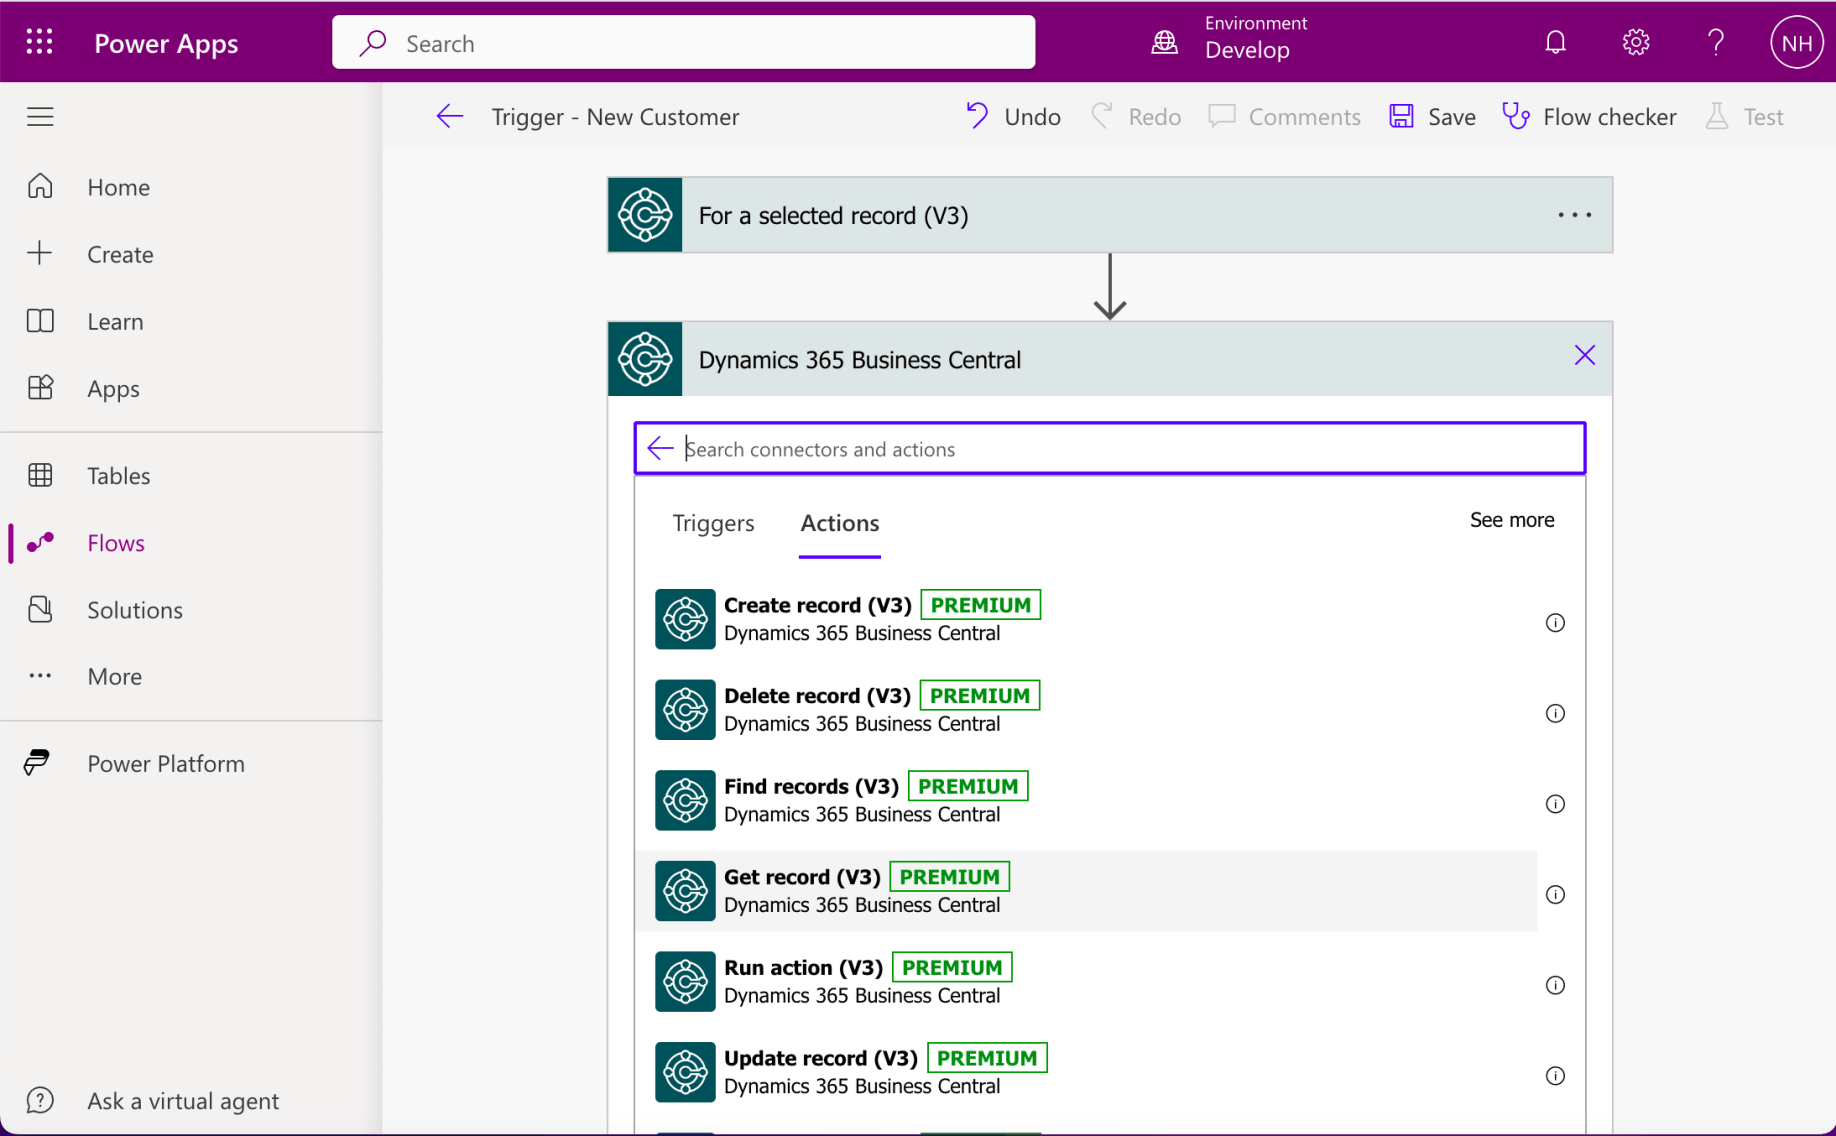 Power Apps
Search
Environment
Develop
?
NH
Trigger - New Customer
Undo
Redo
Comments
Save
Flow checker
Test
Home
Create
Learn
Apps
Tables
Flows
Solutions
More
Power Platform
Ask a virtual agent
For a selected record (V3)
Dynamics 365 Business Central
Search connectors and actions
Triggers
Actions
See more
Create record (V3) PREMIUM
Dynamics 365 Business Central
Delete record (V3) PREMIUM
Dynamics 365 Business Central
Find records (V3) PREMIUM
Dynamics 365 Business Central
Get record (V3) PREMIUM
Dynamics 365 Business Central
Run action (V3) PREMIUM
Dynamics 365 Business Central
Update record (V3) PREMIUM
Dynamics 365 Business Central